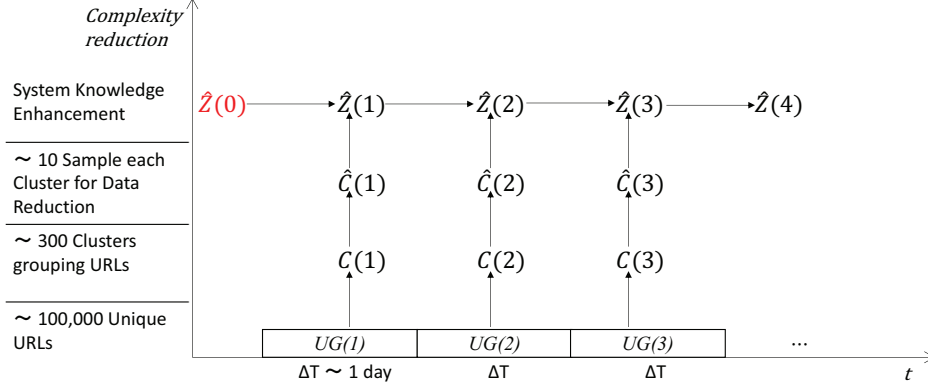 Complexity
reduction
System Knowledge
Enhancement
Ẑ(0) Ẑ(1) Ẑ(2) Ẑ(3) Ẑ(4)
~ 10 Sample each
Cluster for Data
Reduction
Ĉ(1) Ĉ(2) Ĉ(3)
~ 300 Clusters
grouping URLs
C(1) C(2) C(3)
~ 100,000 Unique
URLs
UG(1) UG(2) UG(3) ...
ΔT ~ 1 day ΔT ΔT t